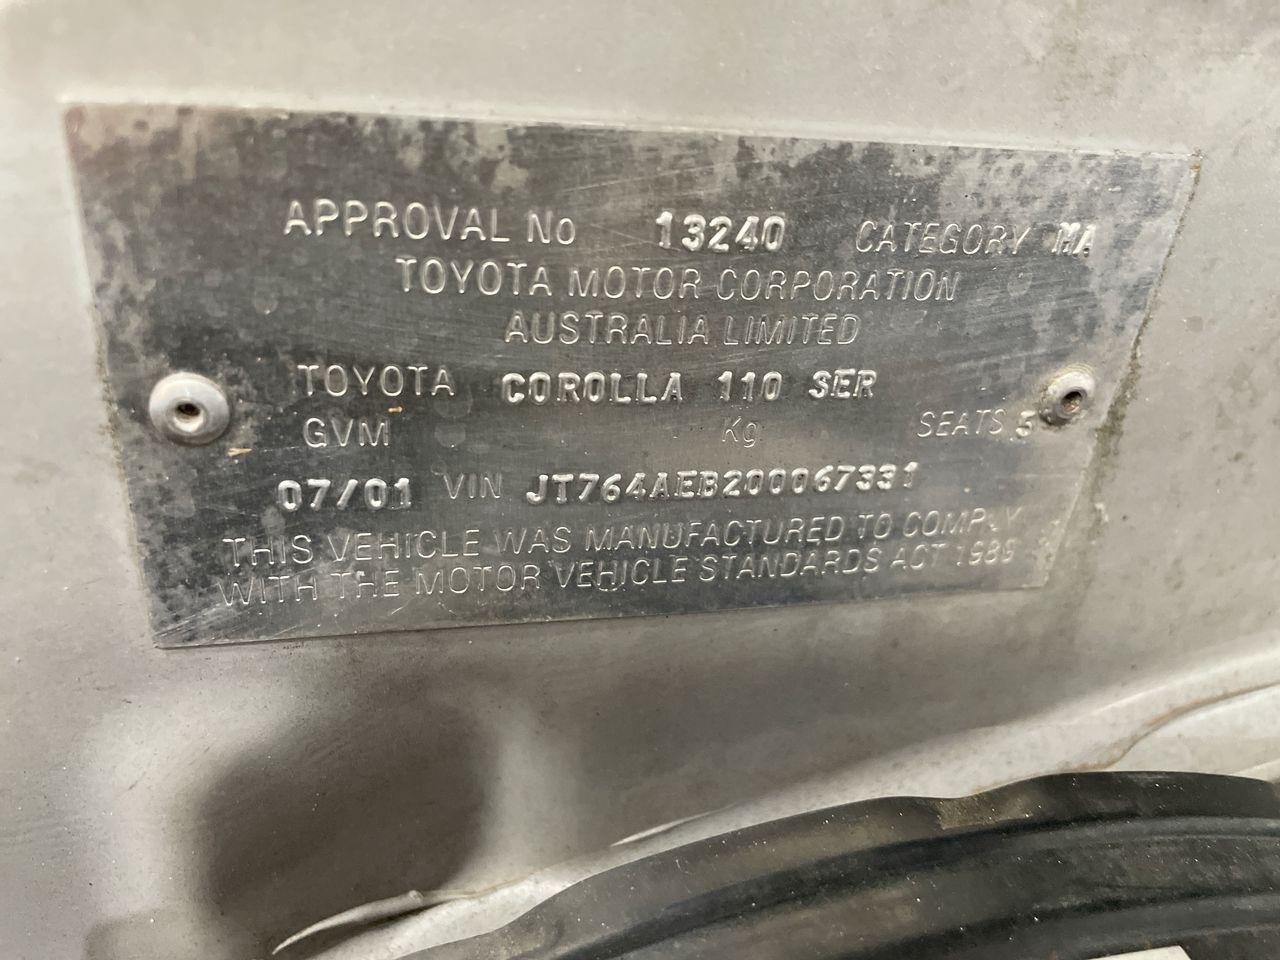 APPROVAL No 13240 CATEGORY MA
TOYOTA MOTOR CORPORATION
AUSTRALIA LIMITED
TOYOTA COROLLA 110 SER
GVM Kg SEATS 5
07/01 VIN JT764AEB200067331
THIS VEHICLE WAS MANUFACTURED TO COMPLY
WITH THE MOTOR VEHICLE STANDARDS ACT 1989